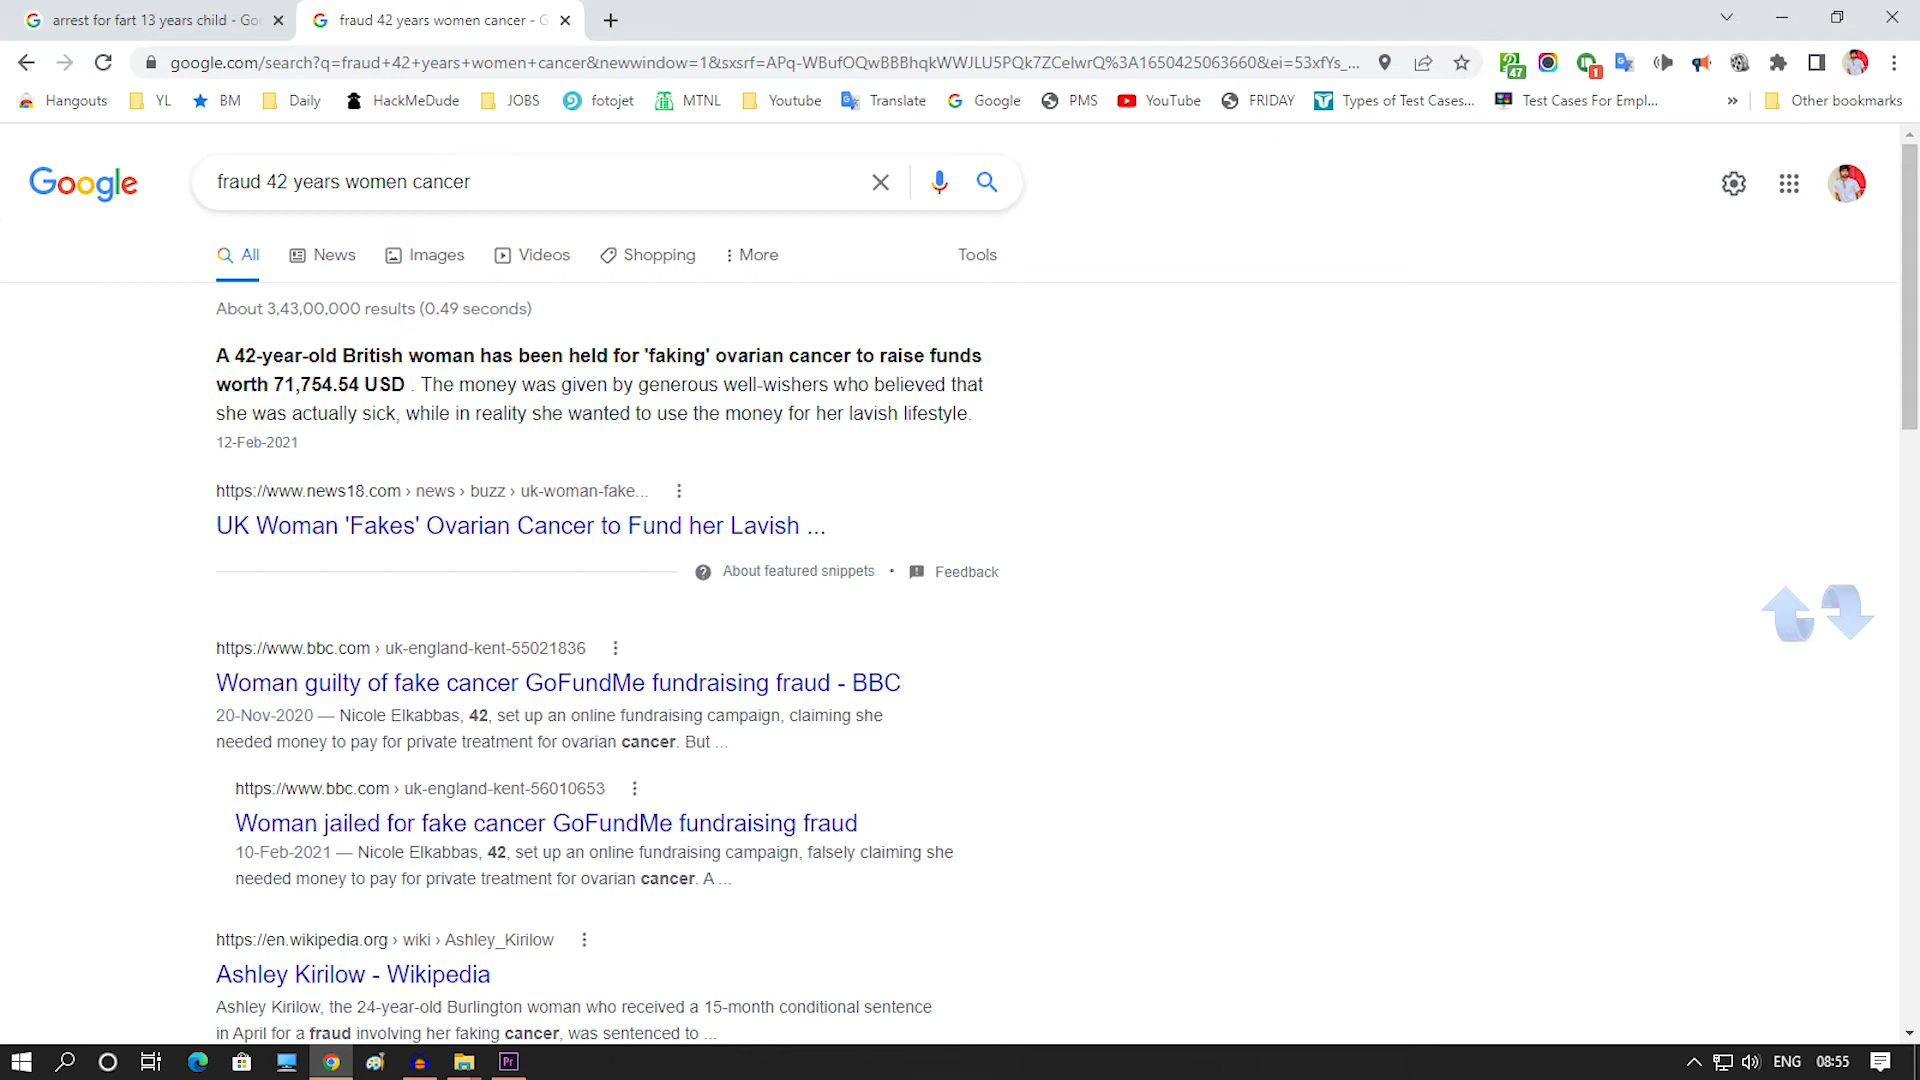 arrest for fart 13 years child - Goo
fraud 42 years women cancer - G
google.com/search?q=fraud+42+years+women+cancer&newwindow=1&sxsrf=APq-WBufOQwBBBhqkWWJLU5PQk7ZCelwrQ%3A1650425063660&ei=53xfYs_...
47
1
Hangouts
YL
BM
Daily
HackMeDude
JOBS
fotojet
MTNL
Youtube
Translate
Google
PMS
YouTube
FRIDAY
Types of Test Cases...
Test Cases For Empl...
»
Other bookmarks
Google
fraud 42 years women cancer
All
News
Images
Videos
Shopping
More
Tools
About 3,43,00,000 results (0.49 seconds)
A 42-year-old British woman has been held for 'faking' ovarian cancer to raise funds
worth 71,754.54 USD . The money was given by generous well-wishers who believed that
she was actually sick, while in reality she wanted to use the money for her lavish lifestyle.
12-Feb-2021
https://www.news18.com › news › buzz › uk-woman-fake...
UK Woman 'Fakes' Ovarian Cancer to Fund her Lavish ...
About featured snippets • Feedback
https://www.bbc.com › uk-england-kent-55021836
Woman guilty of fake cancer GoFundMe fundraising fraud - BBC
20-Nov-2020 — Nicole Elkabbas, 42, set up an online fundraising campaign, claiming she
needed money to pay for private treatment for ovarian cancer. But ...
https://www.bbc.com › uk-england-kent-56010653
Woman jailed for fake cancer GoFundMe fundraising fraud
10-Feb-2021 — Nicole Elkabbas, 42, set up an online fundraising campaign, falsely claiming she
needed money to pay for private treatment for ovarian cancer. A ...
https://en.wikipedia.org › wiki › Ashley_Kirilow
Ashley Kirilow - Wikipedia
Ashley Kirilow, the 24-year-old Burlington woman who received a 15-month conditional sentence
in April for a fraud involving her faking cancer, was sentenced to ...
Pr
ENG
08:55